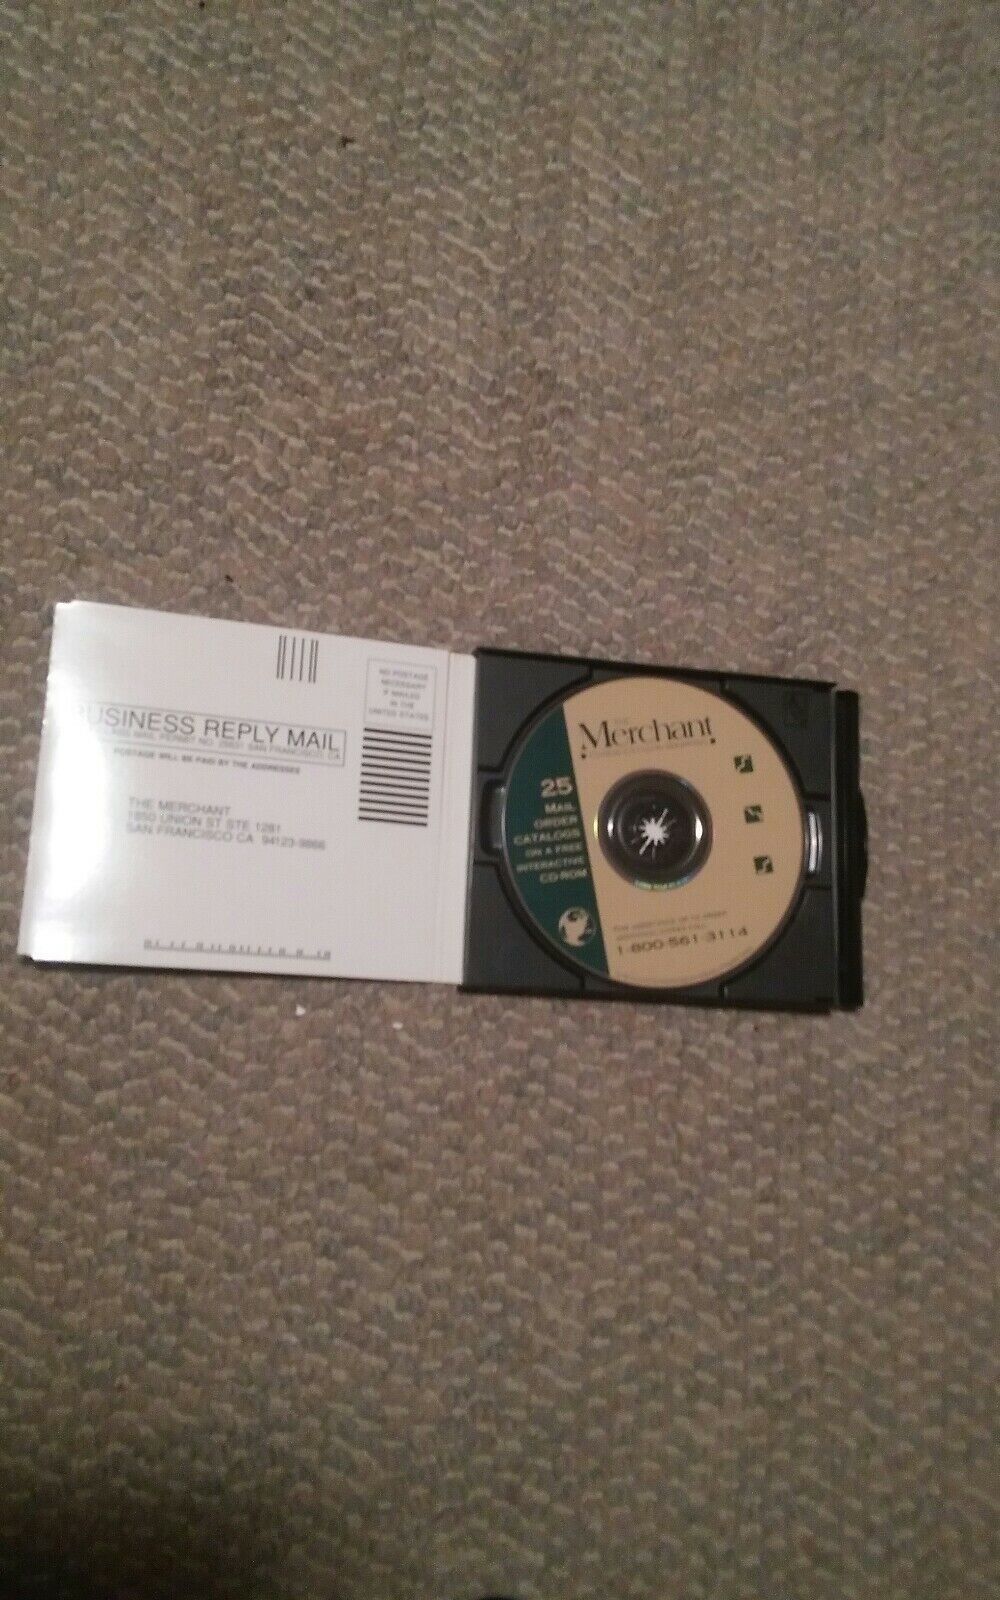 BUSINESS REPLY MAIL
POSTAGE WILL BE PAID BY THE ADDRESSEE
THE MERCHANT
1850 UNION ST STE 1281
SAN FRANCISCO CA 94123-9866
NO POSTAGE
NECESSARY
IF MAILED
IN THE
UNITED STATES
THE
Merchant
25
MAIL
ORDER
CATALOGS
ON A FREE
INTERACTIVE
CD-ROM
1-800-561-3114